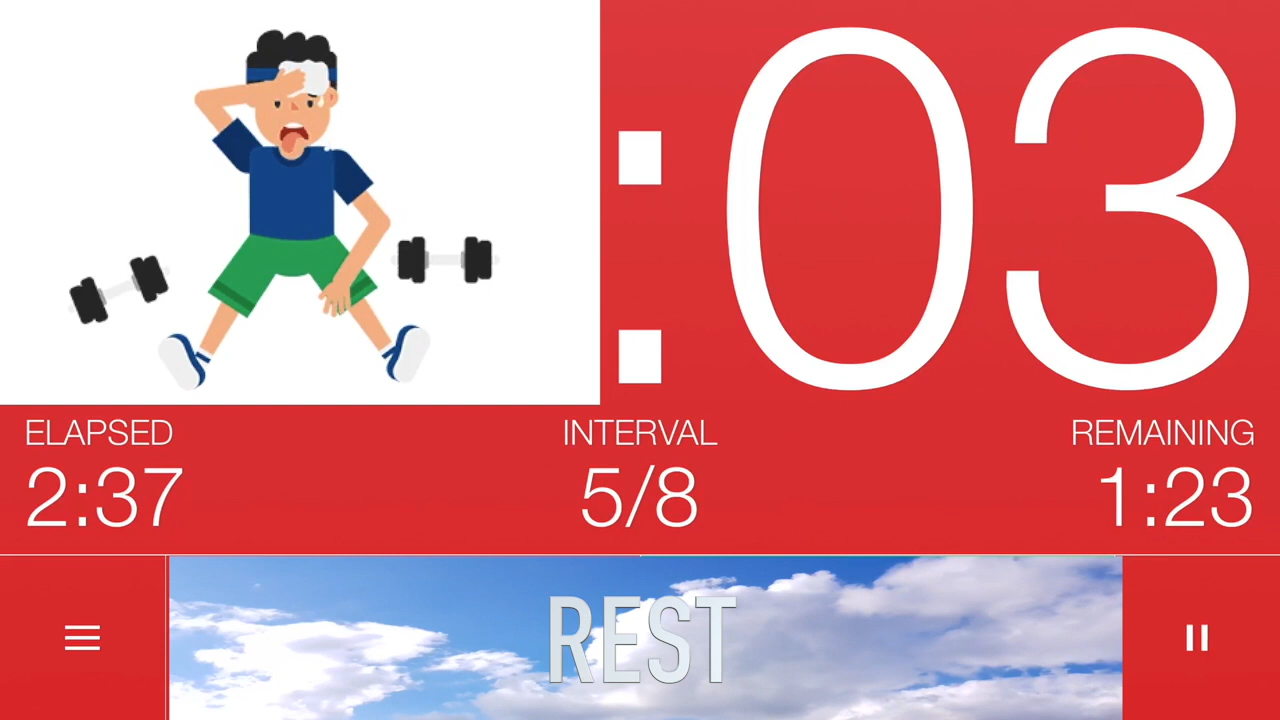 :03
ELAPSED
INTERVAL
REMAINING
2:37
5/8
1:23
REST